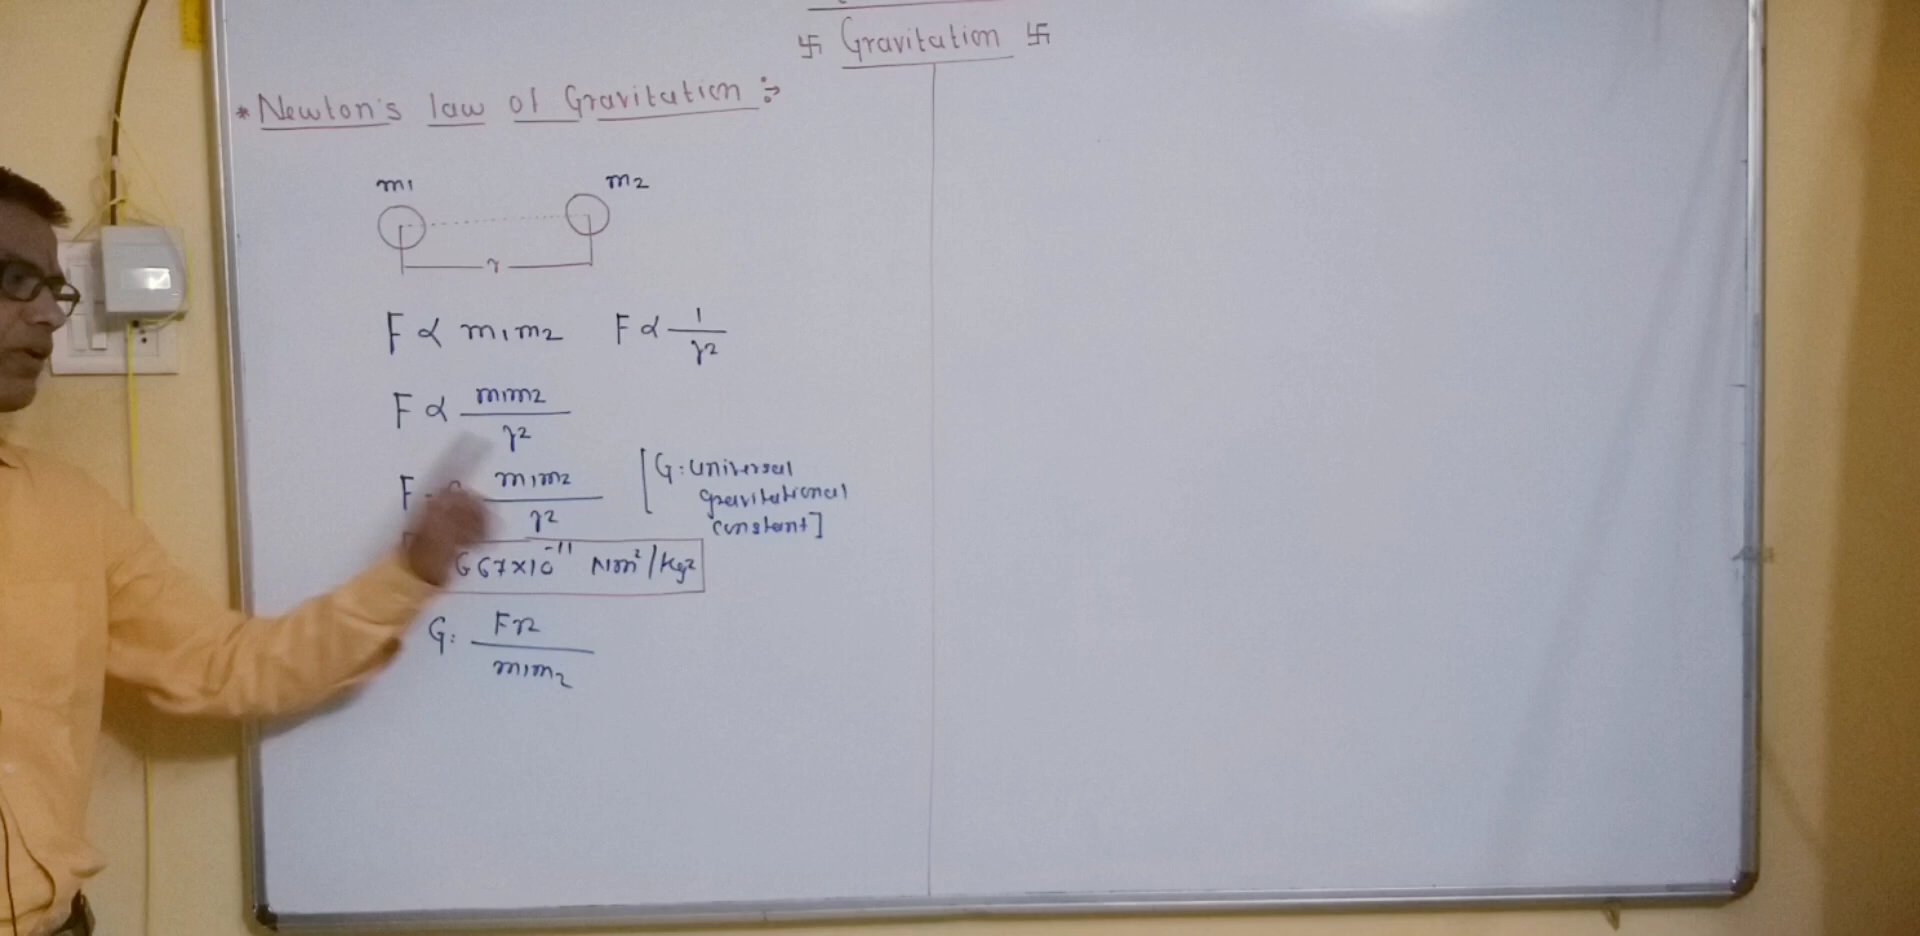 卐 Gravitation 卐
* Newton's law of Gravitation :→
m1 m2
r
F ∝ m1m2 F ∝ 1/r2
F ∝ m1m2/r2
F m1m2/r2 [G: universal
gravitational
constant]
667×10^-11 Nm²/kg2
G: Fr2/m1m2